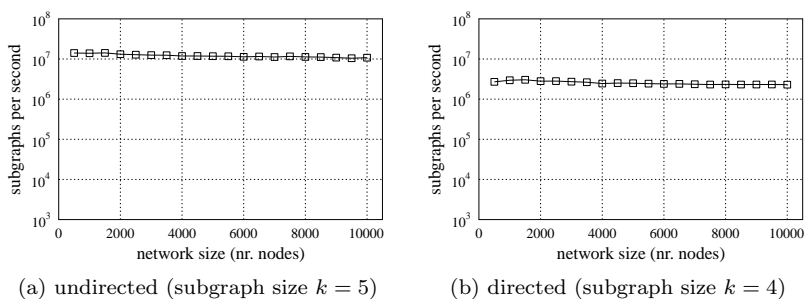 10^8
10^7
10^6
10^5
10^4
10^3
subgraphs per second
0 2000 4000 6000 8000 10000
network size (nr. nodes)
(a) undirected (subgraph size k = 5)
10^8
10^7
10^6
10^5
10^4
10^3
subgraphs per second
0 2000 4000 6000 8000 10000
network size (nr. nodes)
(b) directed (subgraph size k = 4)